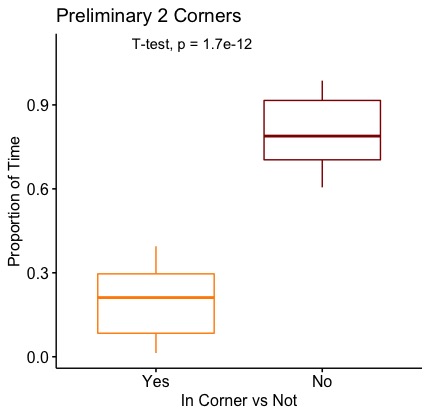 Preliminary 2 Corners
T-test, p = 1.7e-12
Proportion of Time
0.9
0.6
0.3
0.0
Yes No
In Corner vs Not